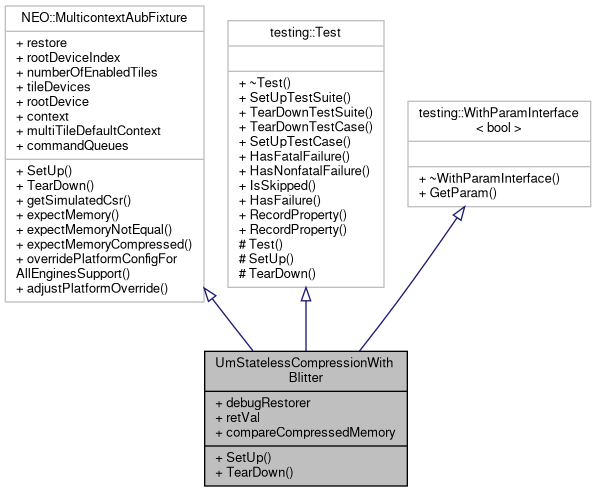 NEO::MulticontextAubFixture
+ restore
+ rootDeviceIndex
+ numberOfEnabledTiles
+ tileDevices
+ rootDevice
+ context
+ multiTileDefaultContext
+ commandQueues
+ SetUp()
+ TearDown()
+ getSimulatedCsr()
+ expectMemory()
+ expectMemoryNotEqual()
+ expectMemoryCompressed()
+ overridePlatformConfigFor
AllEnginesSupport()
+ adjustPlatformOverride()
testing::Test
+ ~Test()
+ SetUpTestSuite()
+ TearDownTestSuite()
+ TearDownTestCase()
+ SetUpTestCase()
+ HasFatalFailure()
+ HasNonfatalFailure()
+ IsSkipped()
+ HasFailure()
+ RecordProperty()
+ RecordProperty()
# Test()
# SetUp()
# TearDown()
testing::WithParamInterface
< bool >
+ ~WithParamInterface()
+ GetParam()
UmStatelessCompressionWith
Blitter
+ debugRestorer
+ retVal
+ compareCompressedMemory
+ SetUp()
+ TearDown()